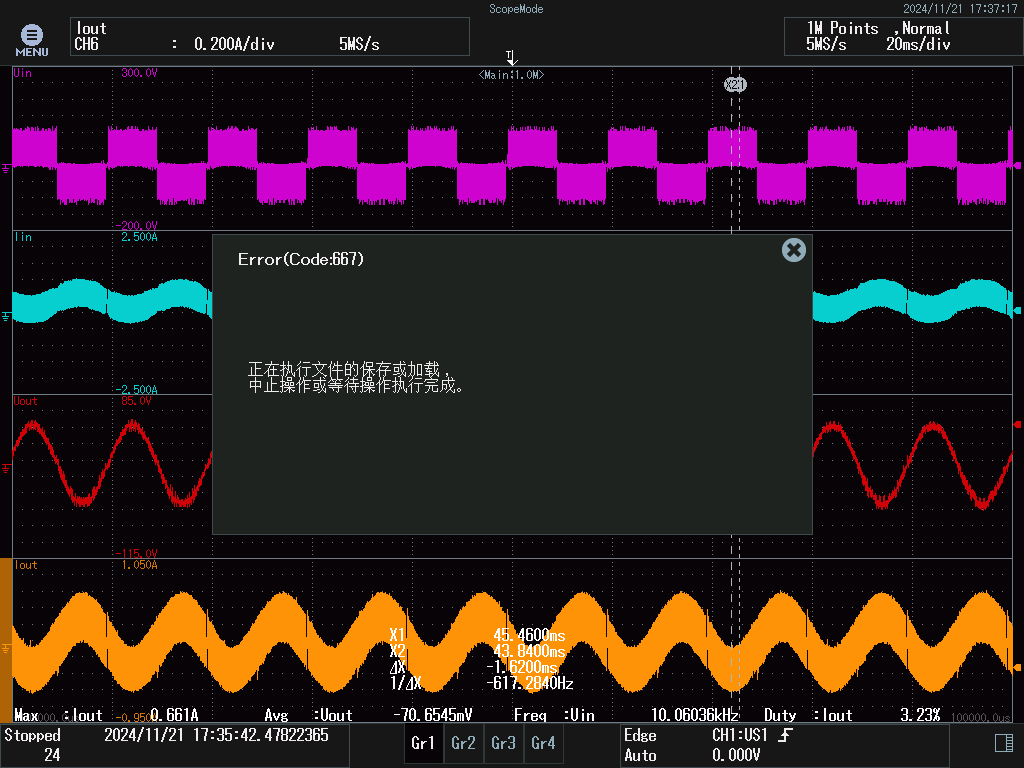 ScopeMode
2024/11/21 17:37:17
MENU
Iout
CH6 : 0.200A/div 5MS/s
1M Points ,Normal
5MS/s 20ms/div
T
<Main:1.0M>
Uin 300.0V
X2 1
-200.0V
Iin 2.500A
Error(Code:667)
正在执行文件的保存或加载，
中止操作或等待操作执行完成。
-2.500A
Uout 85.0V
-115.0V
Iout 1.050A
X1 45.4600ms
X2 43.8400ms
ΔX -1.6200ms
1/ΔX -617.2840Hz
Max :Iout 0.661A Avg :Uout -70.6545mV Freq :Uin 10.06036kHz Duty :Iout 3.23%
-0.950A
100000.0us
Stopped 2024/11/21 17:35:42.47822365
24
Gr1 Gr2 Gr3 Gr4
Edge CH1:US1
Auto 0.000V